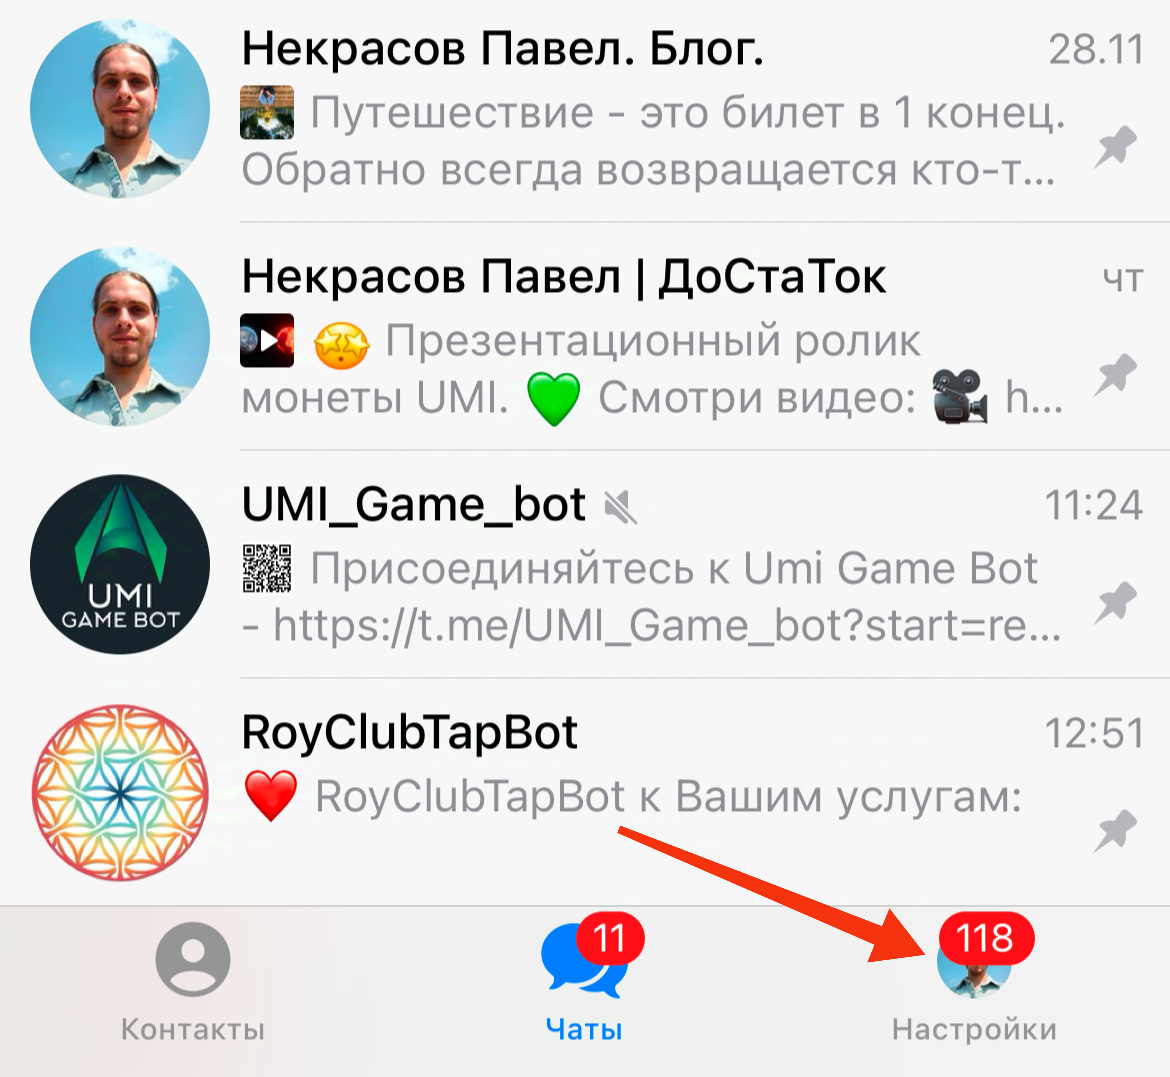 Некрасов Павел. Блог.
28.11
Путешествие - это билет в 1 конец.
Обратно всегда возвращается кто-т...
Некрасов Павел | ДоСтаТок
чт
Презентационный ролик
монеты UMI. 💚 Смотри видео: 🎥 h...
UMI_Game_bot
11:24
Присоединяйтесь к Umi Game Bot
- https://t.me/UMI_Game_bot?start=re...
UMI
GAME BOT
RoyClubTapBot
12:51
❤️ RoyClubTapBot к Вашим услугам:
11
118
Контакты
Чаты
Настройки